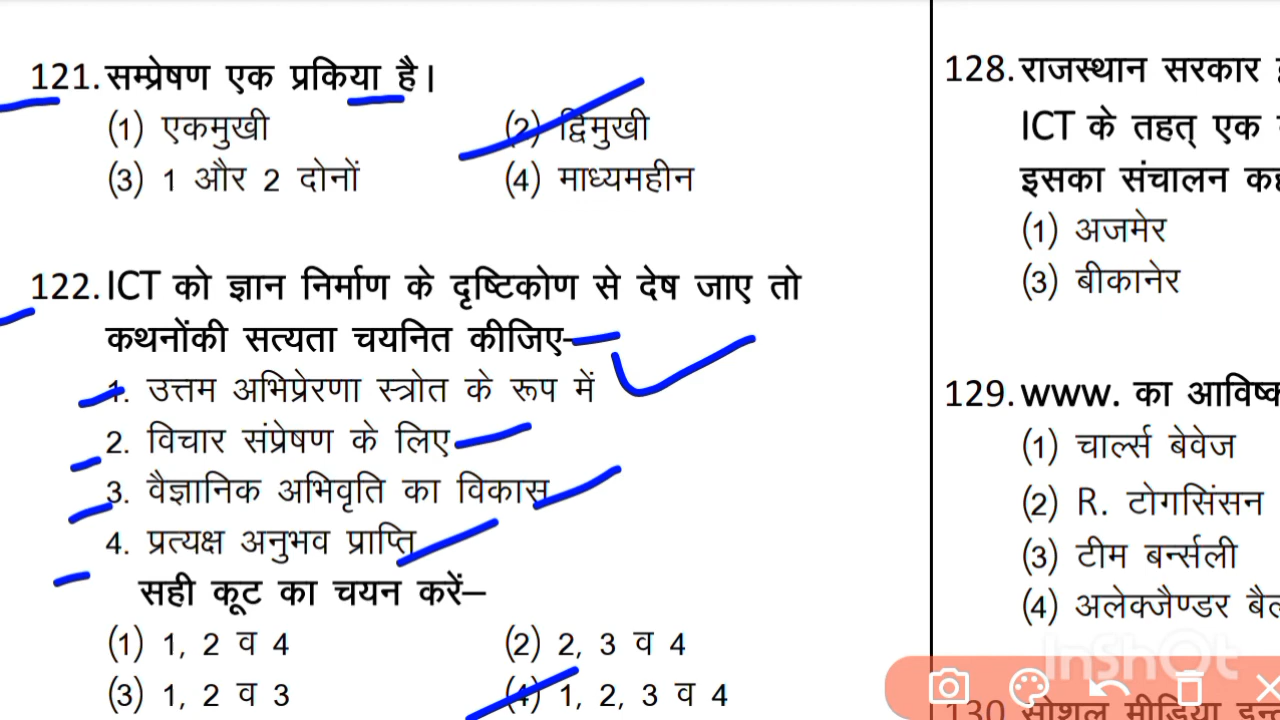 121. सम्प्रेषण एक प्रकिया है।
(1) एकमुखी (2) द्विमुखी
(3) 1 और 2 दोनों (4) माध्यमहीन
122. ICT को ज्ञान निर्माण के दृष्टिकोण से देष जाए तो
कथनोंकी सत्यता चयनित कीजिए–
1. उत्तम अभिप्रेरणा स्त्रोत के रूप में
2. विचार संप्रेषण के लिए
3. वैज्ञानिक अभिवृति का विकास
4. प्रत्यक्ष अनुभव प्राप्ति
सही कूट का चयन करें–
(1) 1, 2 व 4 (2) 2, 3 व 4
(3) 1, 2 व 3 (4) 1, 2, 3 व 4
128. राजस्थान सरकार
ICT के तहत् एक
इसका संचालन
(1) अजमेर
(3) बीकानेर
129. www. का
(1) चार्ल्स बेवेज
(2) R. टोगसिंसन
(3) टीम बर्न्सली
(4) अलेक्जैण्डर
InShOt
130 सोशल मीडिया